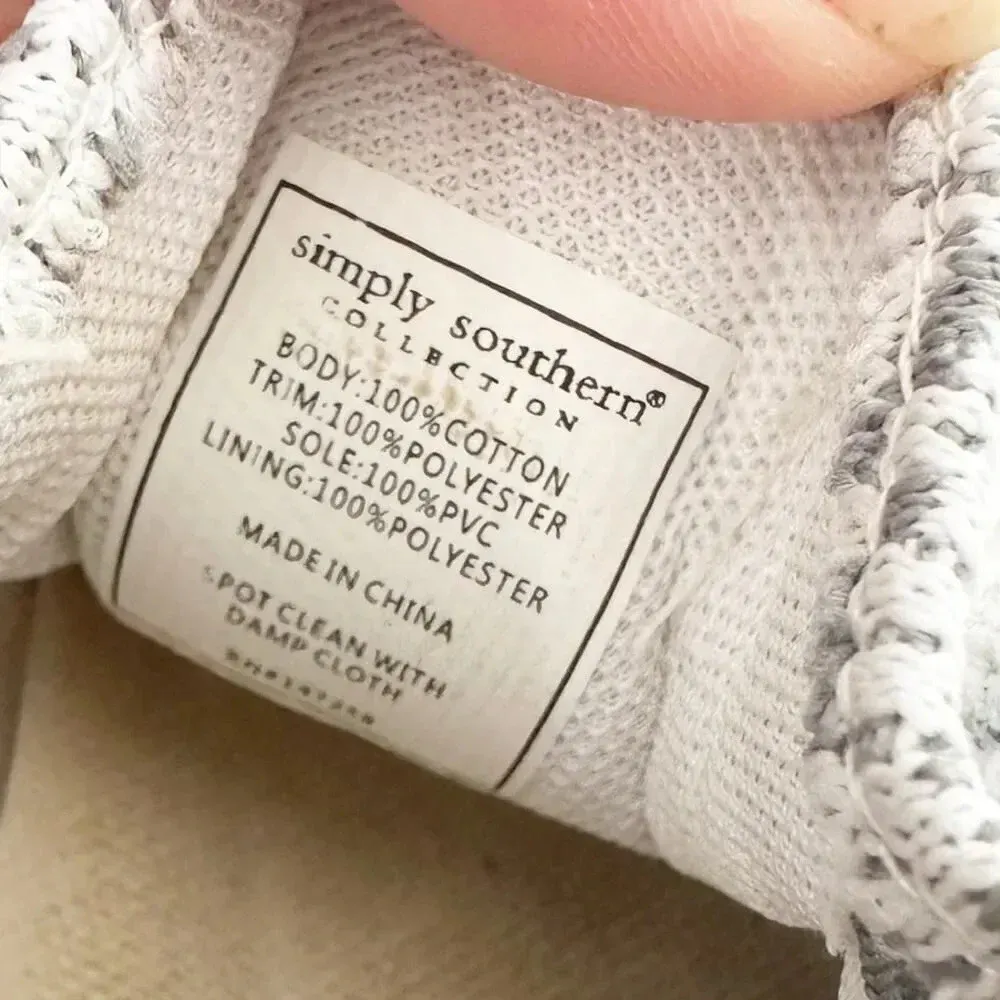 simply southern®
COLLECTION
BODY:100%COTTON
TRIM:100%POLYESTER
SOLE:100%PVC
LINING:100%POLYESTER
MADE IN CHINA
SPOT CLEAN WITH
DAMP CLOTH